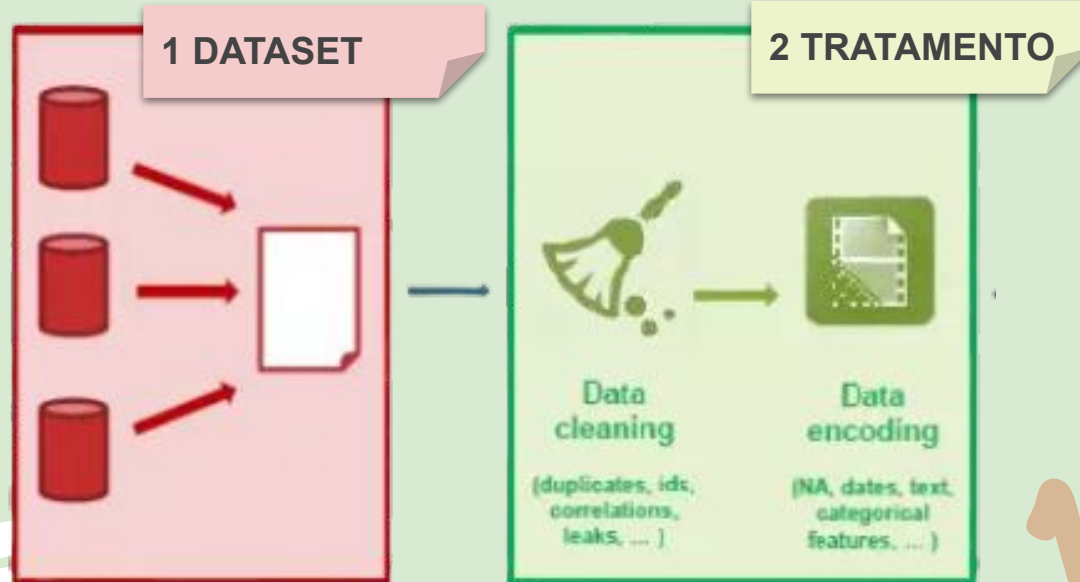 1 DATASET
2 TRATAMENTO
Data
cleaning
(duplicates, ids,
correlations,
leaks, ... )
Data
encoding
(NA, dates, text,
categorical
features, ... )